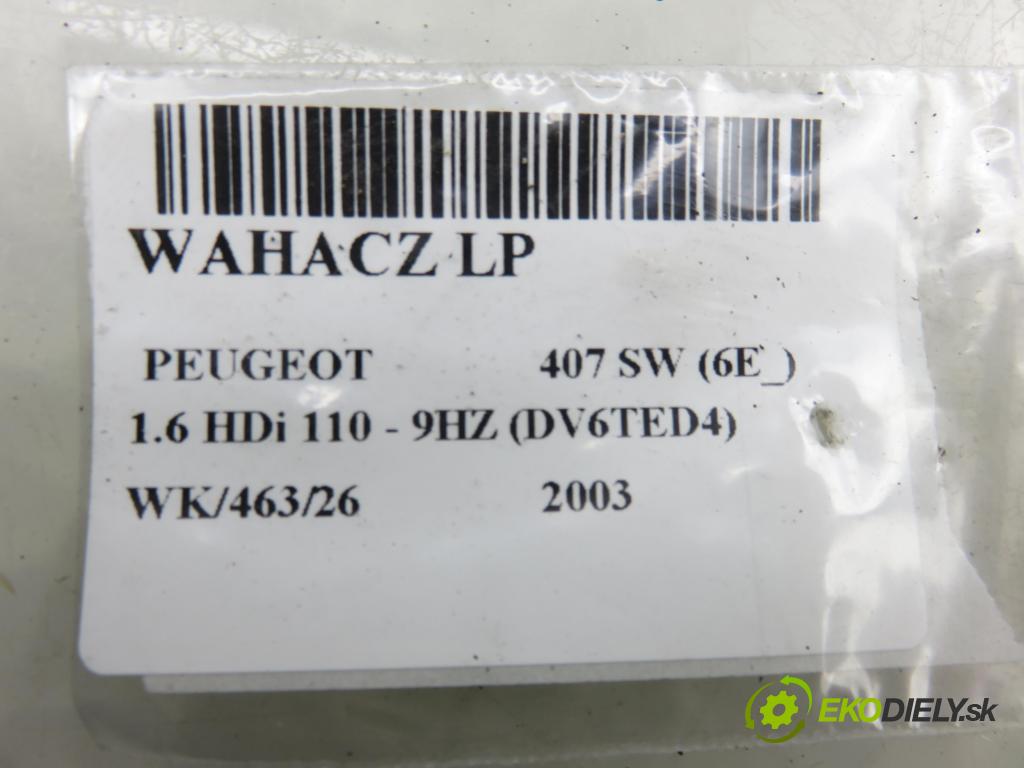 WAHACZ LP
PEUGEOT 407 SW (6E_)
1.6 HDi 110 - 9HZ (DV6TED4)
WK/463/26 2003
EKODIELY.sk